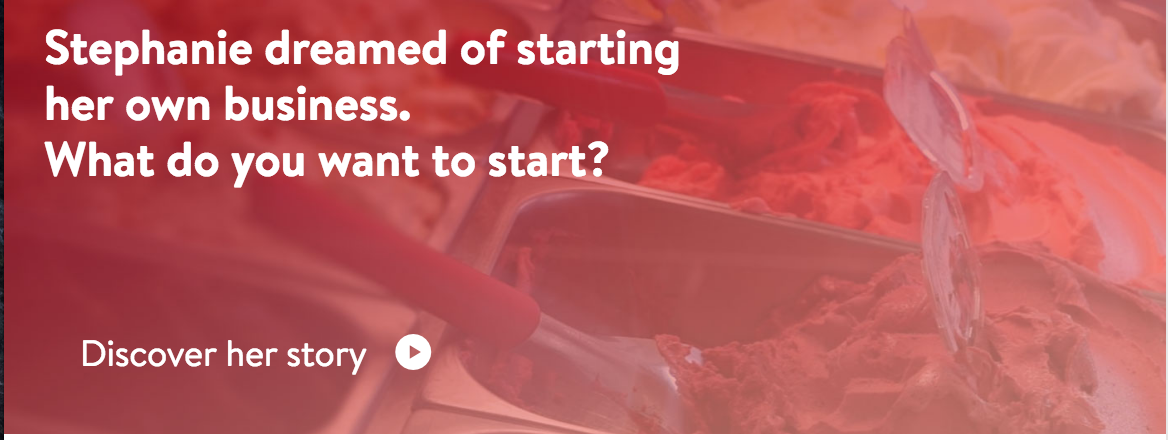 Stephanie dreamed of starting
her own business.
What do you want to start?
Discover her story